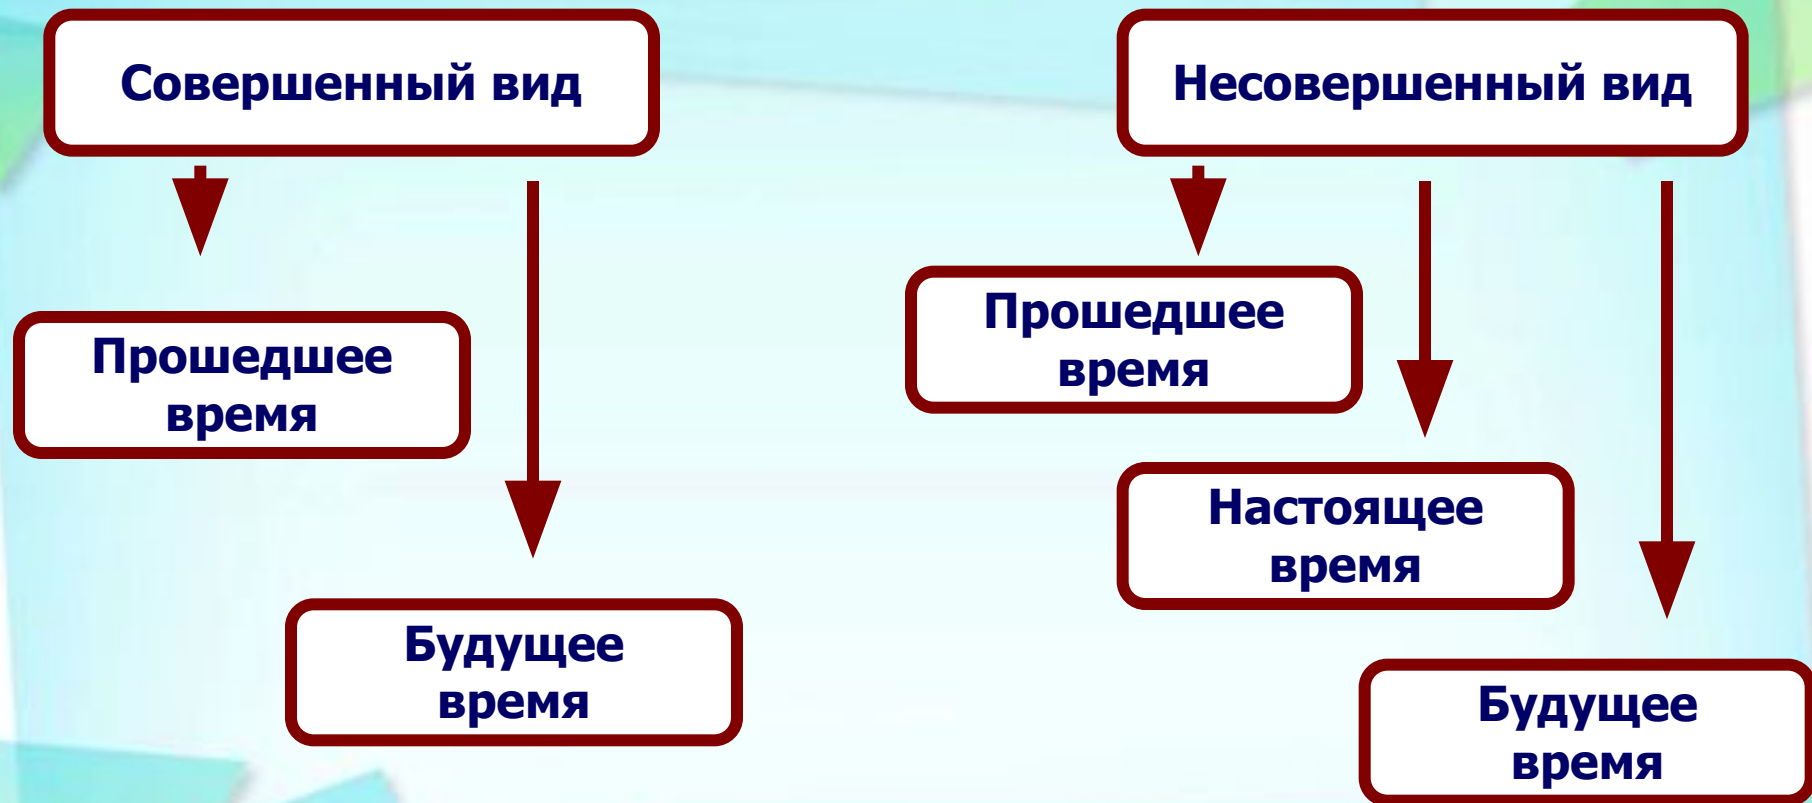 Совершенный вид
Прошедшее
время
Будущее
время
Несовершенный вид
Прошедшее
время
Настоящее
время
Будущее
время